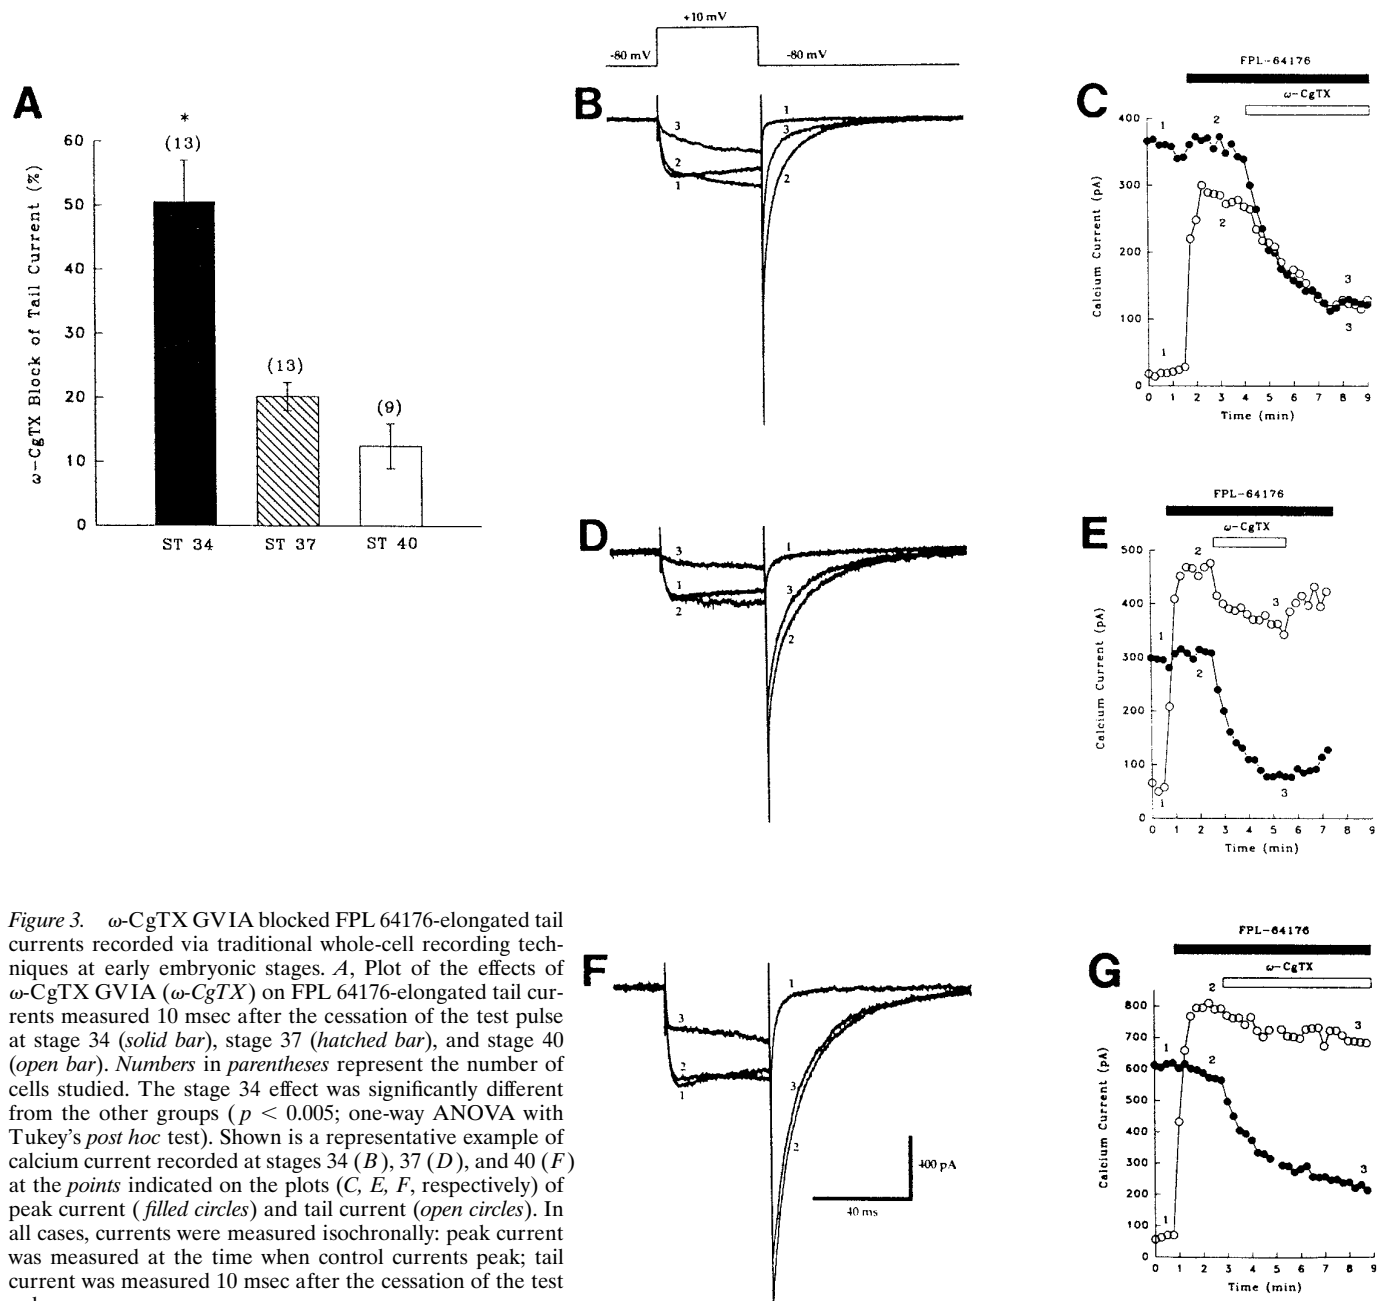 +10 mV
-80 mV
-80 mV
A
*
(13)
(13)
(9)
60
50
40
30
20
10
0
ω-CgTX Block of Tail Current (%)
ST 34
ST 37
ST 40
B
1
3
3
2
1
2
C
FPL-64176
ω-CgTX
400
300
200
100
0
Calcium Current (pA)
1
2
2
1
3
3
0 1 2 3 4 5 6 7 8 9
Time (min)
D
3
1
1
2
3
2
E
FPL-64176
ω-CgTX
500
400
300
200
100
0
Calcium Current (pA)
2
1
3
2
1
3
0 1 2 3 4 5 6 7 8 9
Time (min)
F
1
3
2
1
3
2
400 pA
40 ms
G
FPL-64176
ω-CgTX
800
700
600
500
400
300
200
100
0
Calcium Current (pA)
2
1
2
3
3
1
0 1 2 3 4 5 6 7 8 9
Time (min)
Figure 3. ω-CgTX GVIA blocked FPL 64176-elongated tail
currents recorded via traditional whole-cell recording tech-
niques at early embryonic stages. A, Plot of the effects of
ω-CgTX GVIA (ω-CgTX) on FPL 64176-elongated tail cur-
rents measured 10 msec after the cessation of the test pulse
at stage 34 (solid bar), stage 37 (hatched bar), and stage 40
(open bar). Numbers in parentheses represent the number of
cells studied. The stage 34 effect was significantly different
from the other groups (p < 0.005; one-way ANOVA with
Tukey's post hoc test). Shown is a representative example of
calcium current recorded at stages 34 (B), 37 (D), and 40 (F)
at the points indicated on the plots (C, E, F, respectively) of
peak current (filled circles) and tail current (open circles). In
all cases, currents were measured isochronally: peak current
was measured at the time when control currents peak; tail
current was measured 10 msec after the cessation of the test